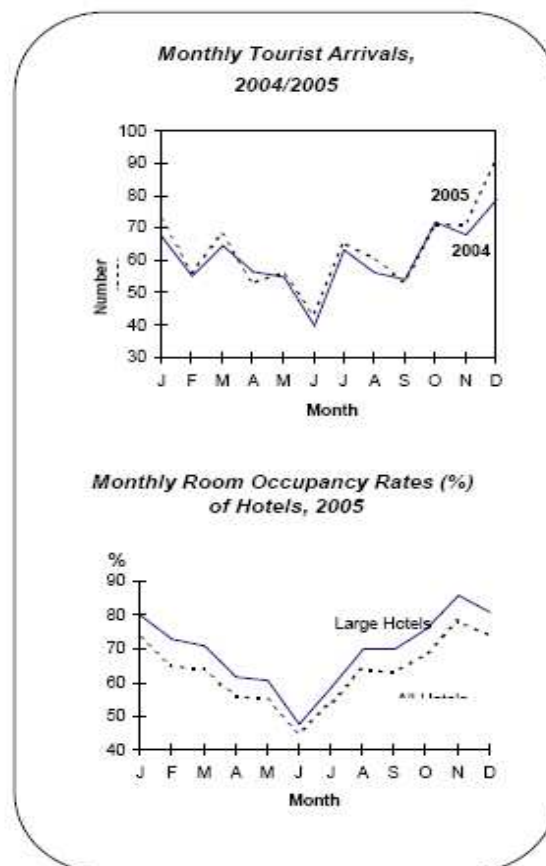 Monthly Tourist Arrivals,
2004/2005
100
90
80
70
60
50
40
30
Number
2005
2004
J F M A M J J A S O N D
Month
Monthly Room Occupancy Rates (%)
of Hotels, 2005
%
90
80
70
60
50
40
Large Hotels
Hotels
J F M A M J J A S O N D
Month